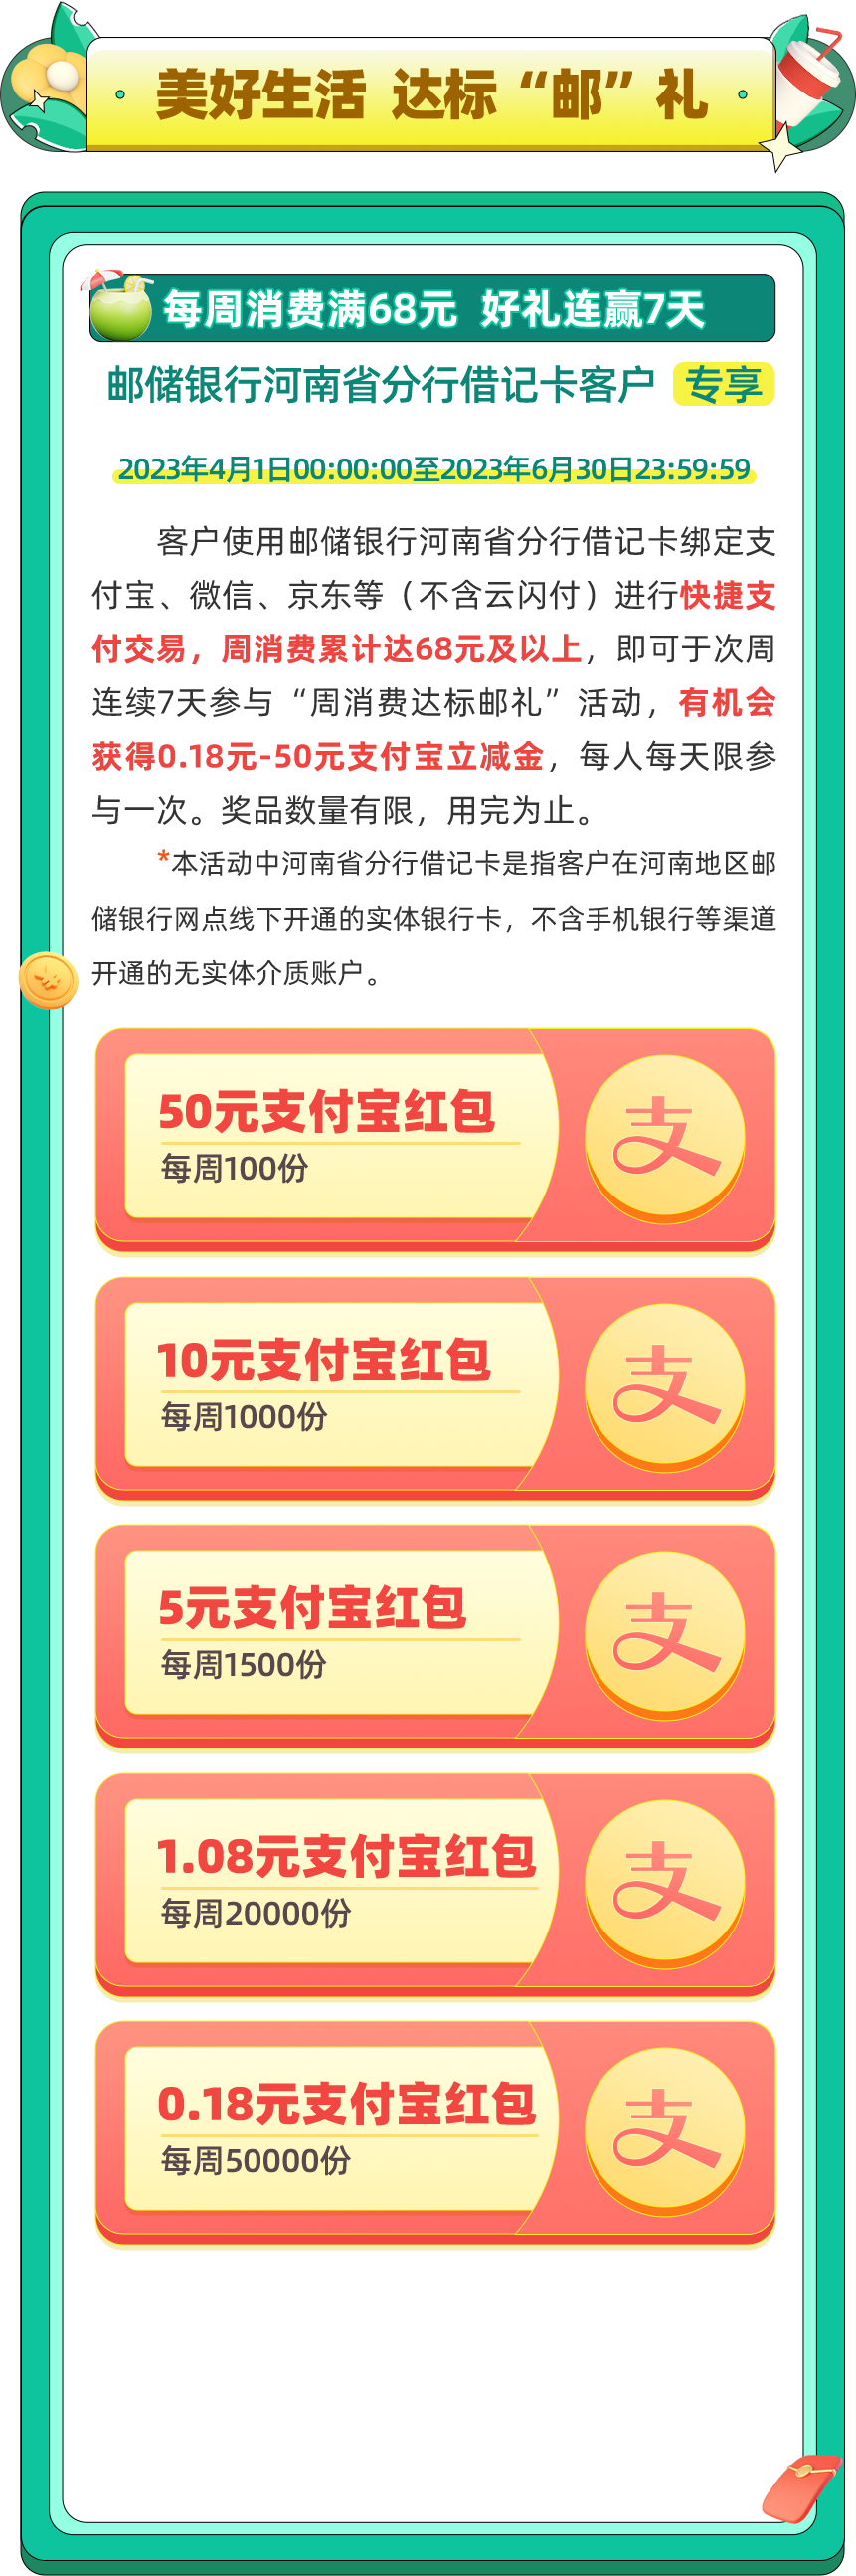 美好生活 达标“邮”礼
每周消费满68元 好礼连赢7天
邮储银行河南省分行借记卡客户 专享
2023年4月1日00:00:00至2023年6月30日23:59:59
客户使用邮储银行河南省分行借记卡绑定支
付宝、微信、京东等（不含云闪付）进行快捷支
付交易，周消费累计达68元及以上，即可于次周
连续7天参与“周消费达标邮礼”活动，有机会
获得0.18元-50元支付宝立减金，每人每天限参
与一次。奖品数量有限，用完为止。
*本活动中河南省分行借记卡是指客户在河南地区邮
储银行网点线下开通的实体银行卡，不含手机银行等渠道
开通的无实体介质账户。
50元支付宝红包
每周100份
支
10元支付宝红包
每周1000份
支
5元支付宝红包
每周1500份
支
1.08元支付宝红包
每周20000份
支
0.18元支付宝红包
每周50000份
支